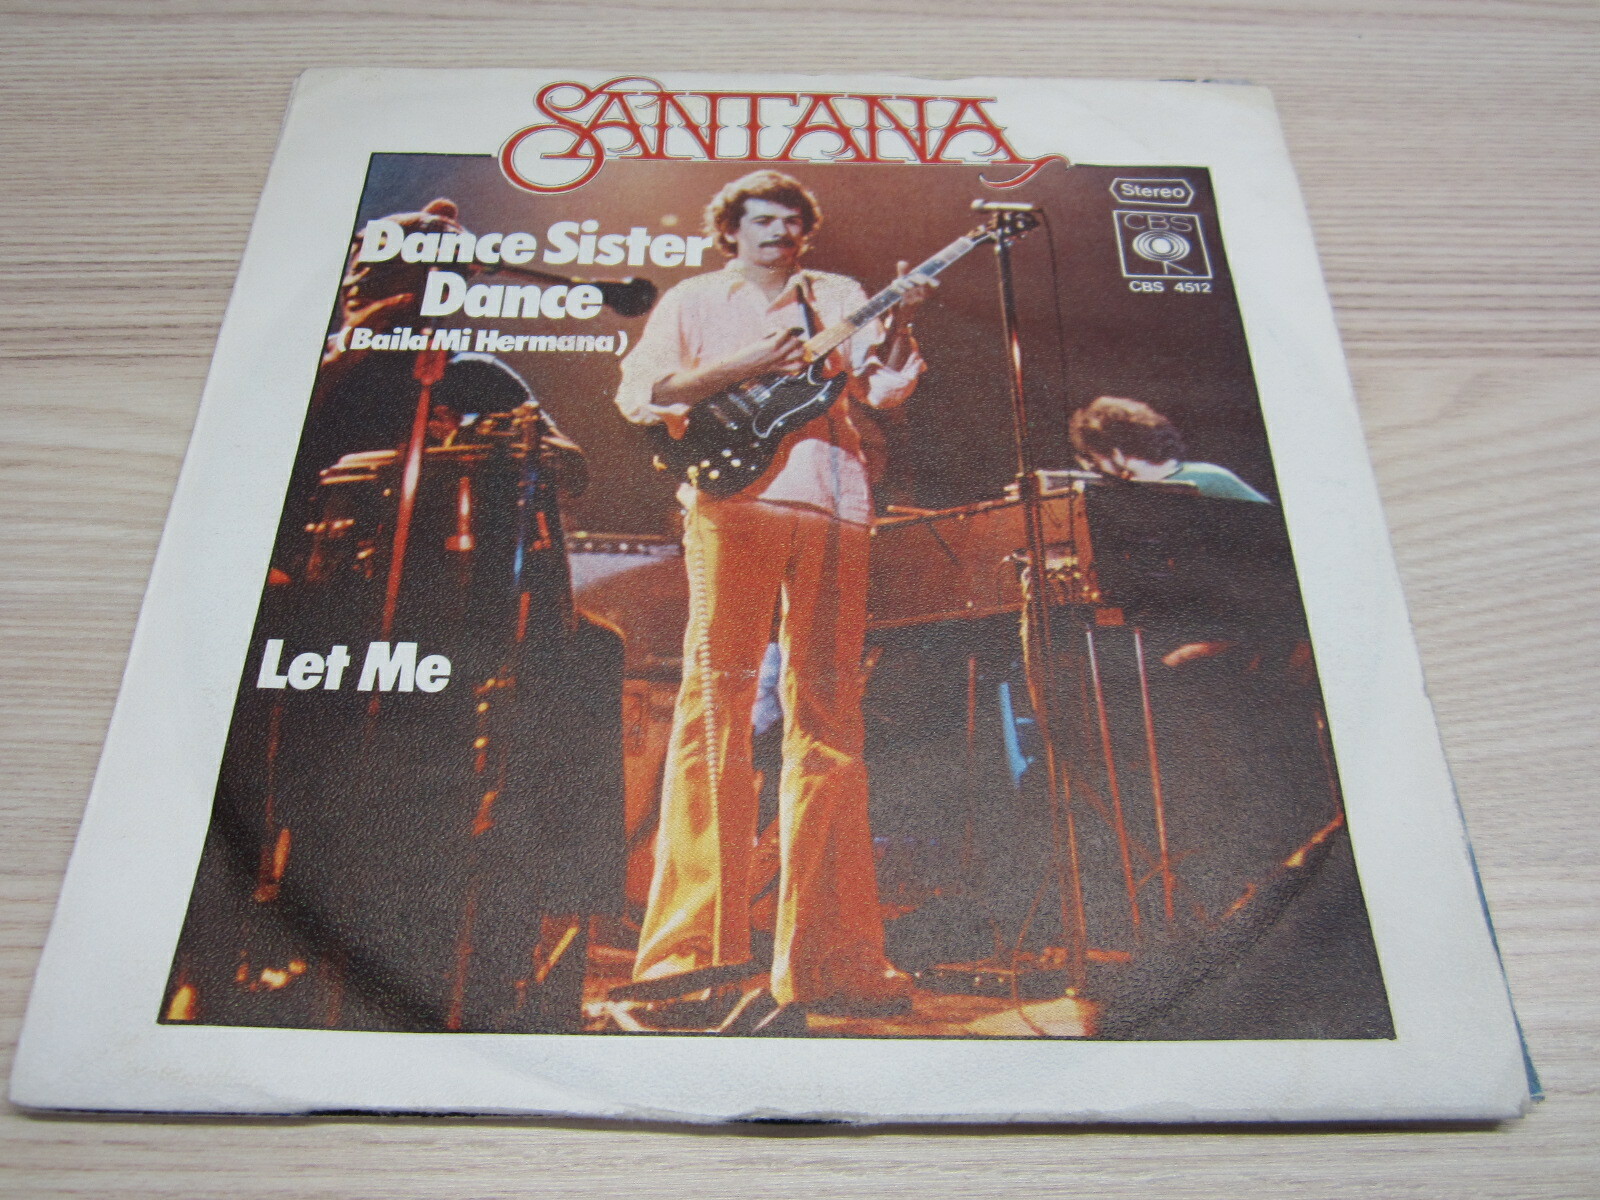 SANTANA
Dance Sister
Dance
(Baila Mi Hermana)
Stereo
CBS
CBS 4512
Let Me